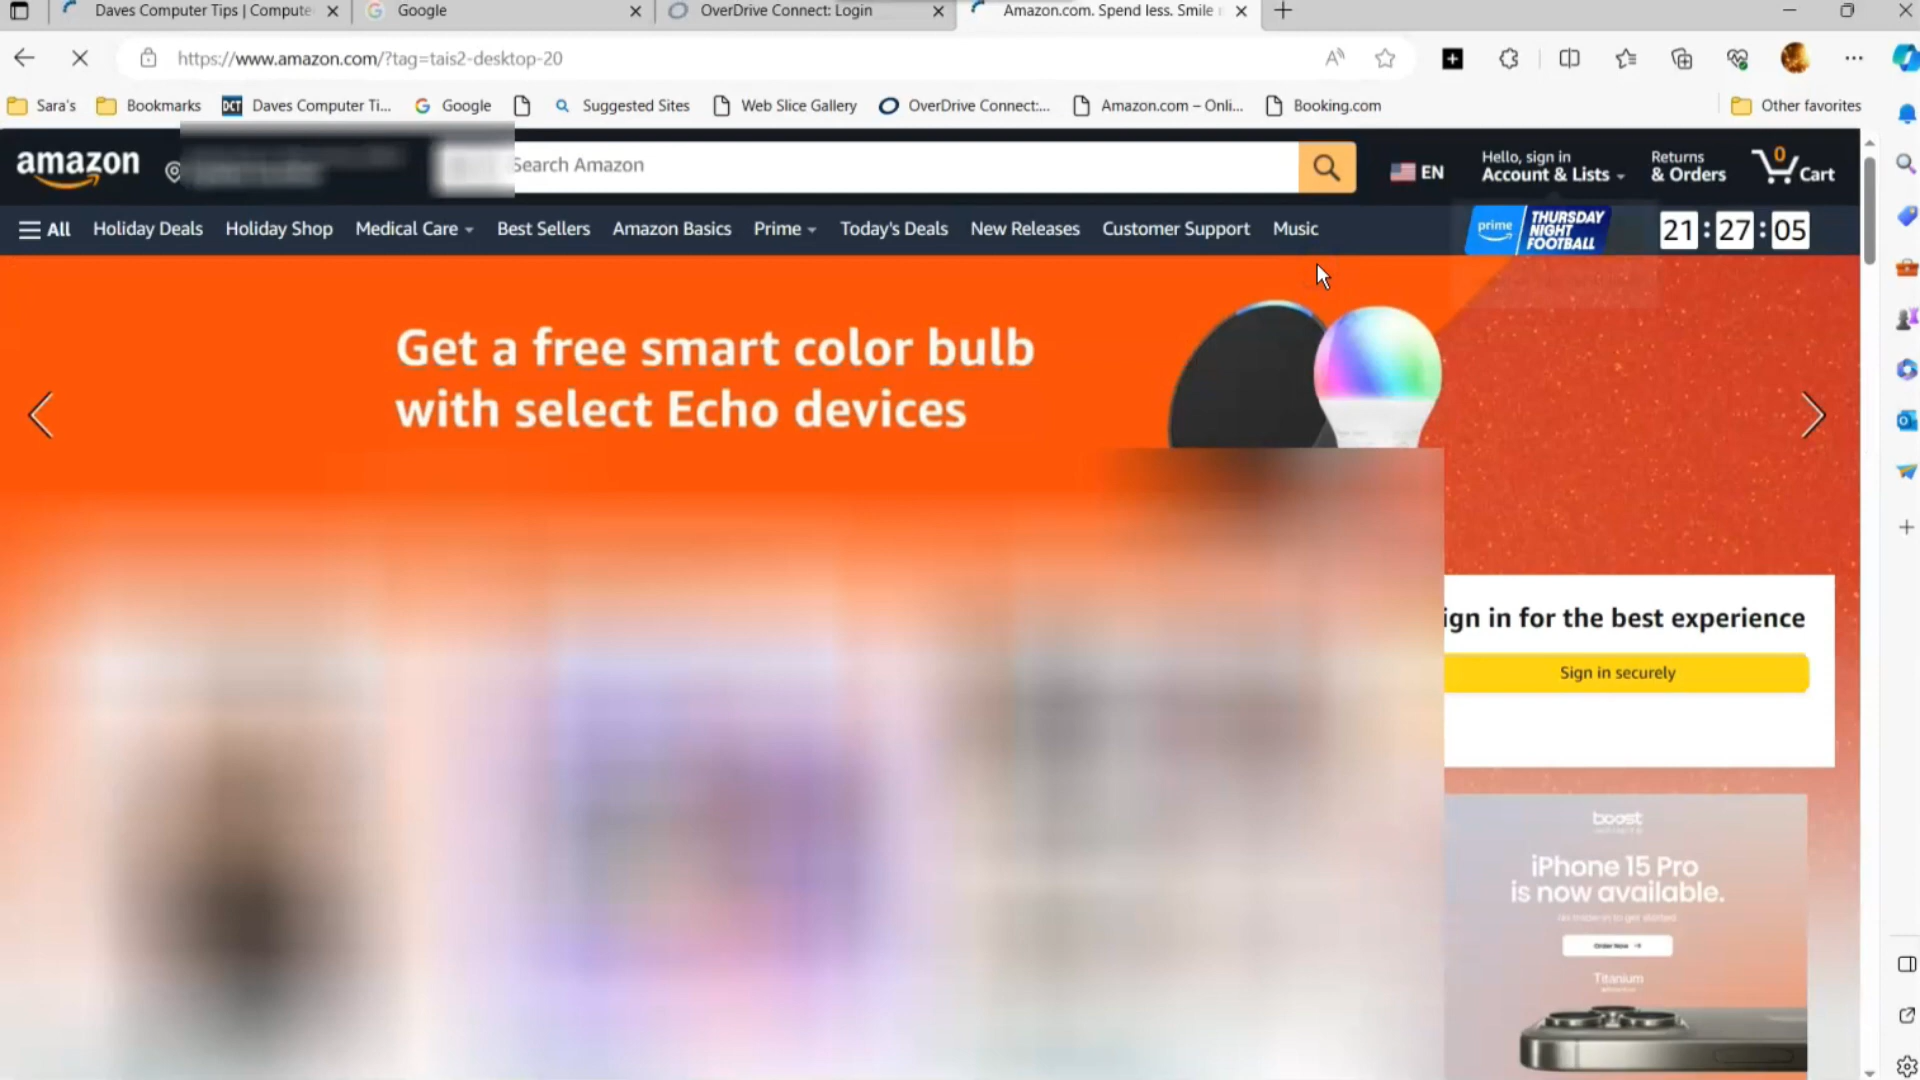 Daves Computer Tips | Compute
Google
OverDrive Connect: Login
Amazon.com. Spend less. Smile
https://www.amazon.com/?tag=tais2-desktop-20
Sara's
Bookmarks
DCT Daves Computer Ti...
Google
Suggested Sites
Web Slice Gallery
OverDrive Connect:...
Amazon.com – Onli...
Booking.com
Other favorites
amazon
Search Amazon
EN
Hello, sign in
Account & Lists
Returns
& Orders
0
Cart
All
Holiday Deals
Holiday Shop
Medical Care
Best Sellers
Amazon Basics
Prime
Today's Deals
New Releases
Customer Support
Music
prime
THURSDAY
NIGHT
FOOTBALL
21 : 27 : 05
Get a free smart color bulb
with select Echo devices
ign in for the best experience
Sign in securely
boost
iPhone 15 Pro
is now available.
Order Now
Titanium